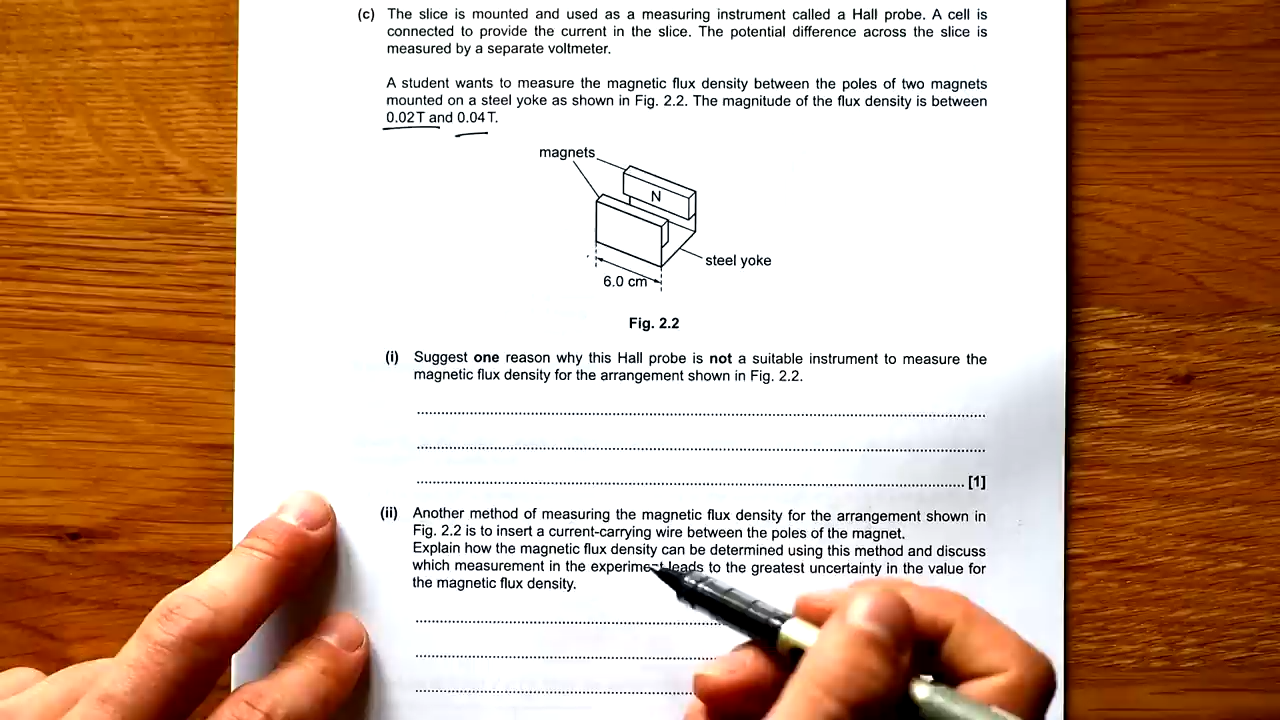 (c) The slice is mounted and used as a measuring instrument called a Hall probe. A cell is
connected to provide the current in the slice. The potential difference across the slice is
measured by a separate voltmeter.
A student wants to measure the magnetic flux density between the poles of two magnets
mounted on a steel yoke as shown in Fig. 2.2. The magnitude of the flux density is between
0.02T and 0.04T.
magnets
N
steel yoke
6.0 cm
Fig. 2.2
(i) Suggest one reason why this Hall probe is not a suitable instrument to measure the
magnetic flux density for the arrangement shown in Fig. 2.2.
[1]
(ii) Another method of measuring the magnetic flux density for the arrangement shown in
Fig. 2.2 is to insert a current-carrying wire between the poles of the magnet.
Explain how the magnetic flux density can be determined using this method and discuss
which measurement in the experiment leads to the greatest uncertainty in the value for
the magnetic flux density.